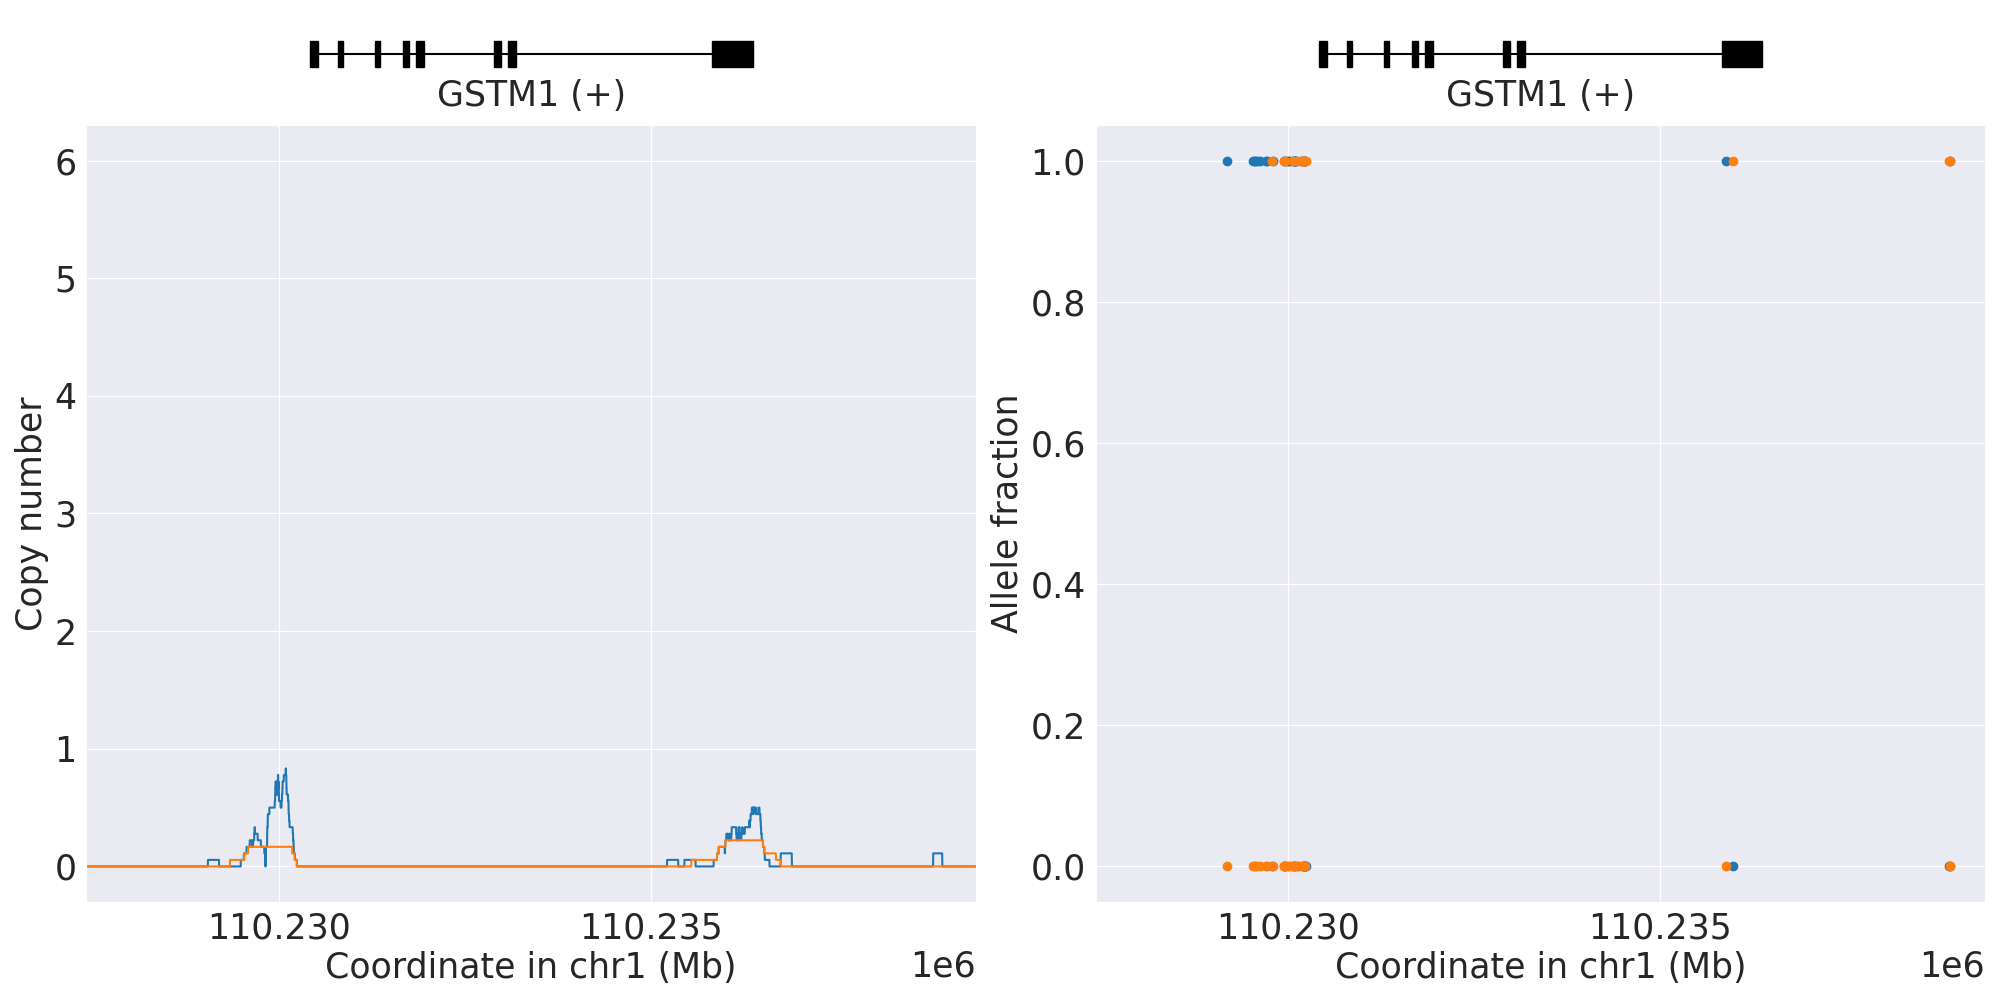 GSTM1 (+)
Copy number
6
5
4
3
2
1
0
110.230
110.235
Coordinate in chr1 (Mb)
1e6
GSTM1 (+)
Allele fraction
1.0
0.8
0.6
0.4
0.2
0.0
110.230
110.235
Coordinate in chr1 (Mb)
1e6